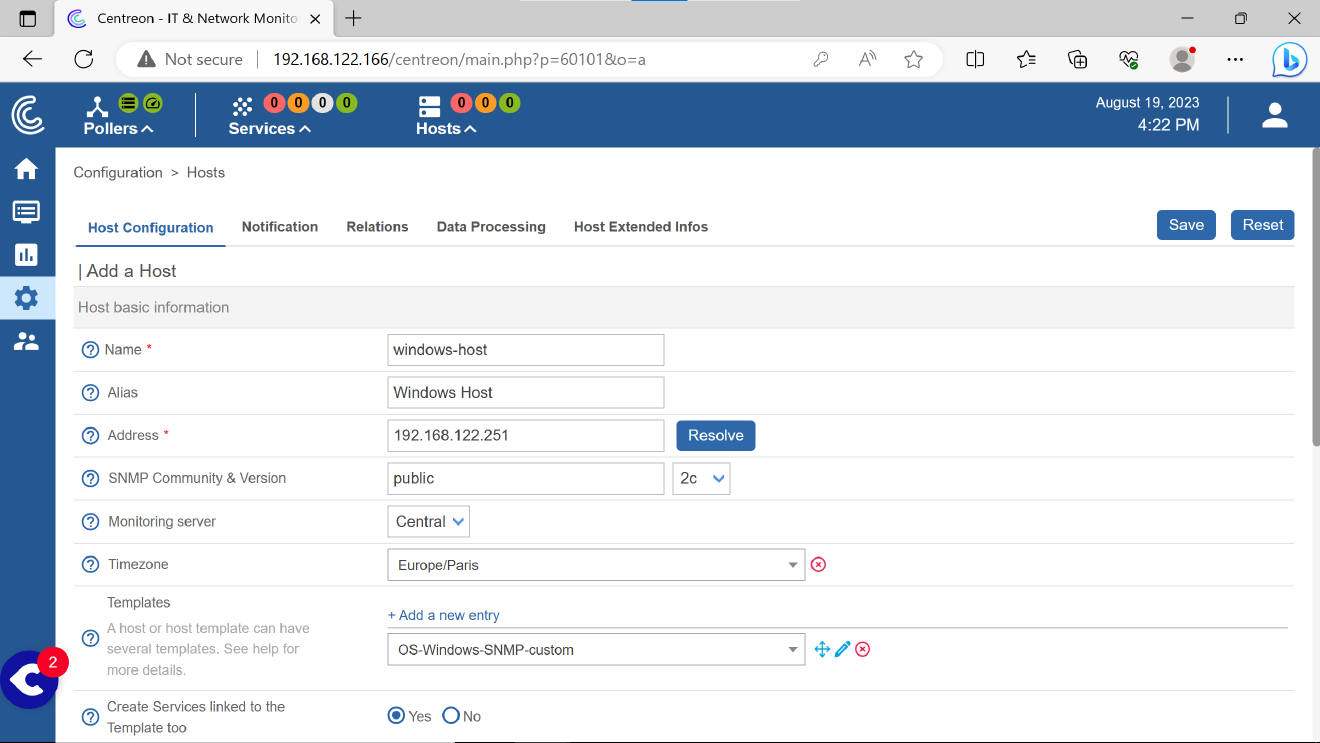 Centreon - IT & Network Monito
Not secure
192.168.122.166/centreon/main.php?p=60101&o=a
Pollers
0 0 0 0
Services
0 0 0
Hosts
August 19, 2023
4:22 PM
Configuration > Hosts
Host Configuration Notification Relations Data Processing Host Extended Infos
Save Reset
| Add a Host
Host basic information
Name * windows-host
Alias Windows Host
Address * 192.168.122.251 Resolve
SNMP Community & Version public 2c
Monitoring server Central
Timezone Europe/Paris
Templates
A host or host template can have
several templates. See help for
more details.
+ Add a new entry
OS-Windows-SNMP-custom
2
Create Services linked to the
Template too
Yes No